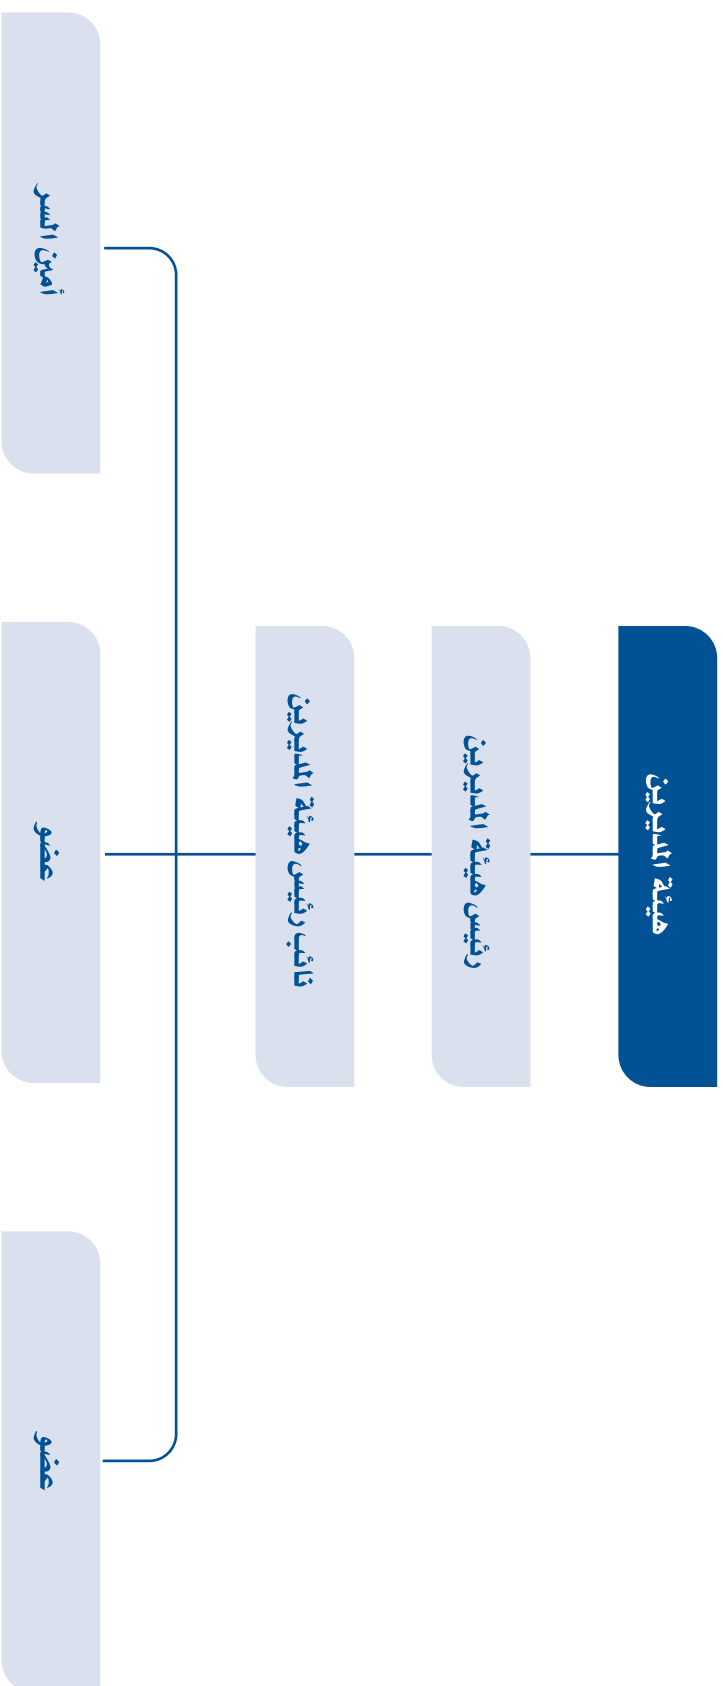 هيئة المديرين
رئيس هيئة المديرين
نائب رئيس هيئة المديرين
عضو
عضو
أمين السر